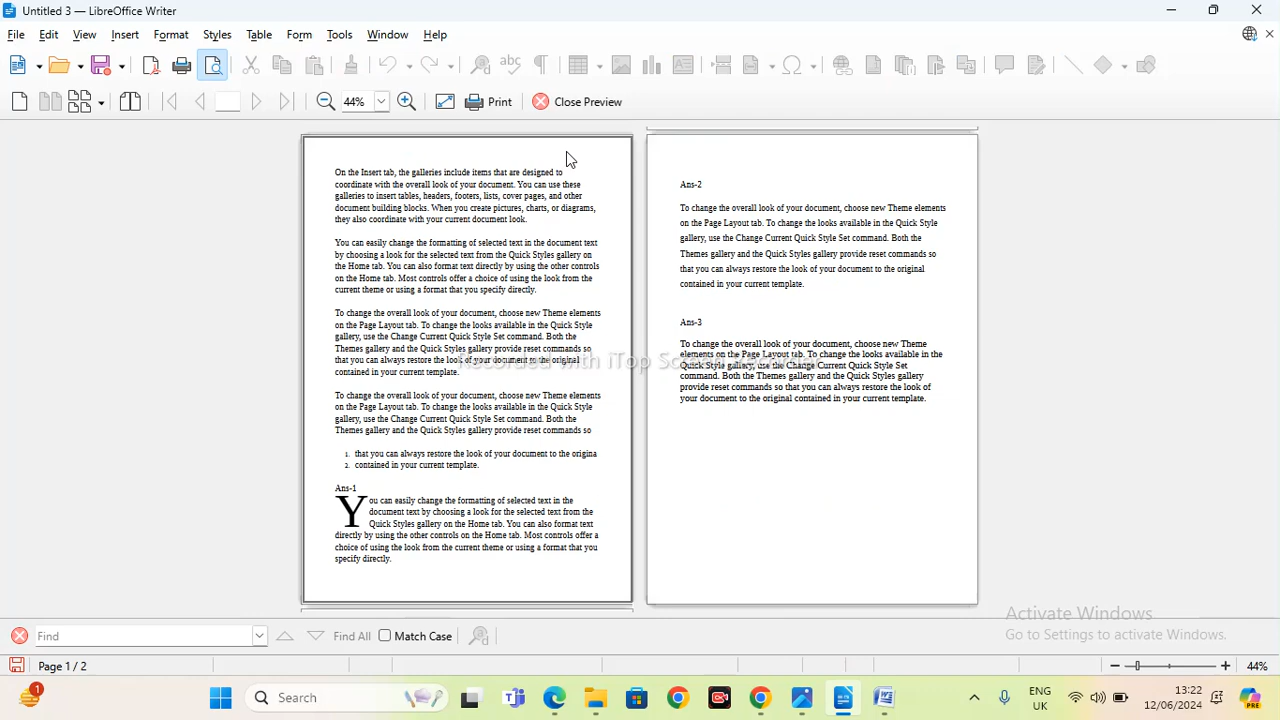 Untitled 3 — LibreOffice Writer
File Edit View Insert Format Styles Table Form Tools Window Help
44% Print Close Preview
On the Insert tab, the galleries include items that are designed to
coordinate with the overall look of your document. You can use these
galleries to insert tables, headers, footers, lists, cover pages, and other
document building blocks. When you create pictures, charts, or diagrams,
they also coordinate with your current document look.
You can easily change the formatting of selected text in the document text
by choosing a look for the selected text from the Quick Styles gallery on
the Home tab. You can also format text directly by using the other controls
on the Home tab. Most controls offer a choice of using the look from the
current theme or using a format that you specify directly.
To change the overall look of your document, choose new Theme elements
on the Page Layout tab. To change the looks available in the Quick Style
gallery, use the Change Current Quick Style Set command. Both the
Themes gallery and the Quick Styles gallery provide reset commands so
that you can always restore the look of your document to the original
contained in your current template.
To change the overall look of your document, choose new Theme elements
on the Page Layout tab. To change the looks available in the Quick Style
gallery, use the Change Current Quick Style Set command. Both the
Themes gallery and the Quick Styles gallery provide reset commands so
1. that you can always restore the look of your document to the origina
2. contained in your current template.
Ans-1
You can easily change the formatting of selected text in the
document text by choosing a look for the selected text from the
Quick Styles gallery on the Home tab. You can also format text
directly by using the other controls on the Home tab. Most controls offer a
choice of using the look from the current theme or using a format that you
specify directly.
Ans-2
To change the overall look of your document, choose new Theme elements
on the Page Layout tab. To change the looks available in the Quick Style
gallery, use the Change Current Quick Style Set command. Both the
Themes gallery and the Quick Styles gallery provide reset commands so
that you can always restore the look of your document to the original
contained in your current template.
Ans-3
To change the overall look of your document, choose new Theme
elements on the Page Layout tab. To change the looks available in the
Quick Style gallery, use the Change Current Quick Style Set
command. Both the Themes gallery and the Quick Styles gallery
provide reset commands so that you can always restore the look of
your document to the original contained in your current template.
Recorded with iTop Screen Recorder
Activate Windows
Go to Settings to activate Windows.
Find Find All Match Case
Page 1 / 2 44%
1 Search ENG UK 13:22 12/06/2024 PRE